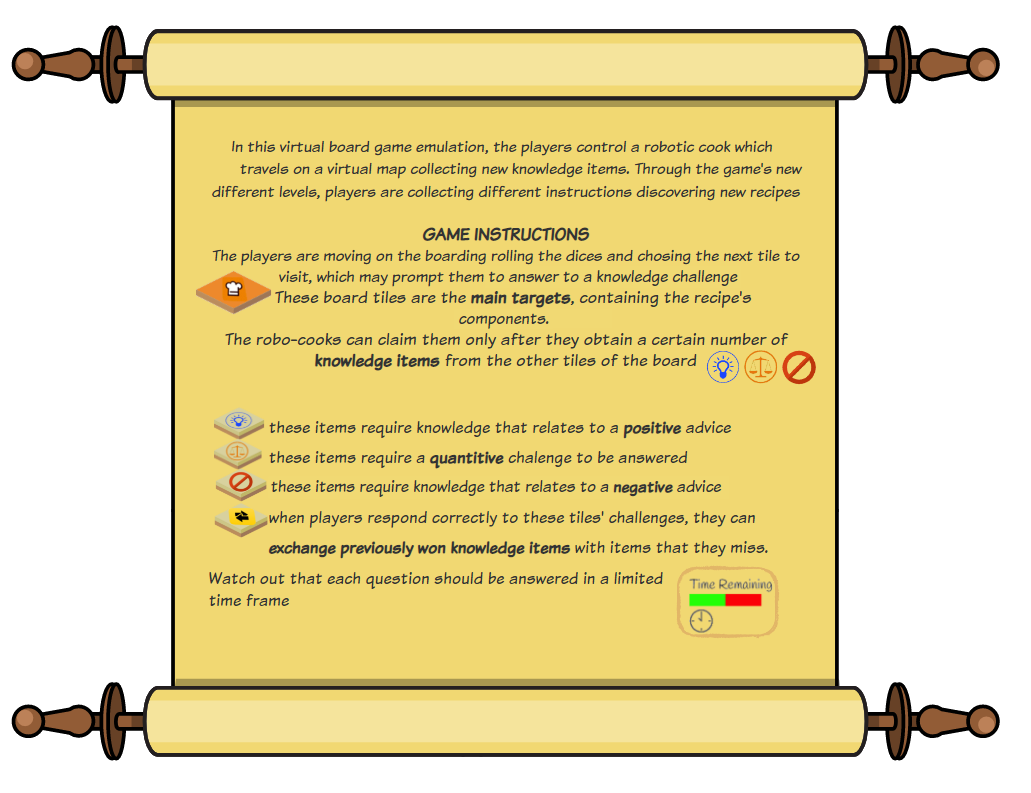 In this virtual board game emulation, the players control a robotic cook which
travels on a virtual map collecting new knowledge items. Through the game's new
different levels, players are collecting different instructions discovering new recipes
GAME INSTRUCTIONS
The players are moving on the boarding rolling the dices and chosing the next tile to
visit, which may prompt them to answer to a knowledge challenge
These board tiles are the main targets, containing the recipe's
components.
The robo-cooks can claim them only after they obtain a certain number of
knowledge items from the other tiles of the board
these items require knowledge that relates to a positive advice
these items require a quantitive chalenge to be answered
these items require knowledge that relates to a negative advice
when players respond correctly to these tiles' challenges, they can
exchange previously won knowledge items with items that they miss.
Watch out that each question should be answered in a limited
time frame
Time Remaining